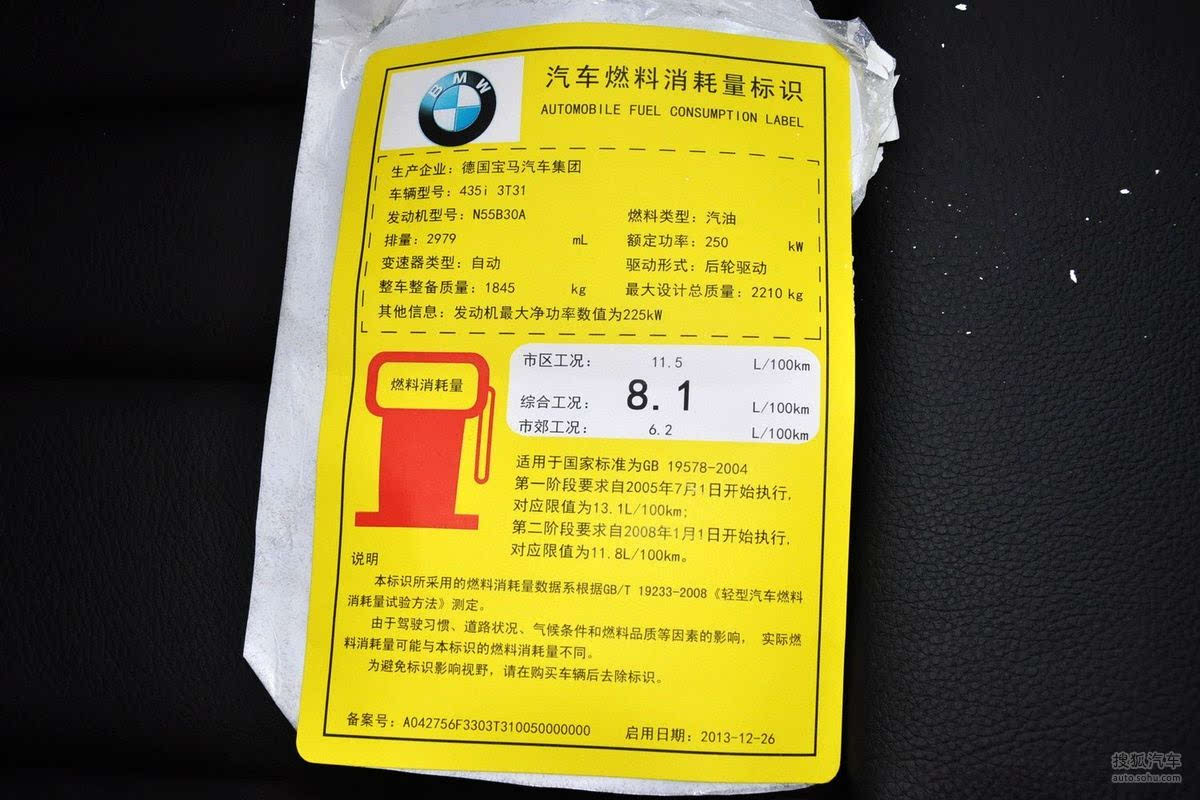 BMW
汽车燃料消耗量标识
AUTOMOBILE FUEL CONSUMPTION LABEL
生产企业：德国宝马汽车集团
车辆型号：435i 3T31
发动机型号：N55B30A 燃料类型：汽油
排量：2979 mL 额定功率：250 kW
变速器类型：自动 驱动形式：后轮驱动
整车整备质量：1845 kg 最大设计总质量：2210 kg
其他信息：发动机最大净功率数值为225kW
燃料消耗量
市区工况： 11.5 L/100km
综合工况： 8.1 L/100km
市郊工况： 6.2 L/100km
适用于国家标准为GB 19578-2004
第一阶段要求自2005年7月1日开始执行,
对应限值为13.1L/100km;
第二阶段要求自2008年1月1日开始执行,
对应限值为11.8L/100km。
说明
本标识所采用的燃料消耗量数据系根据GB/T 19233-2008《轻型汽车燃料
消耗量试验方法》测定。
由于驾驶习惯、道路状况、气候条件和燃料品质等因素的影响， 实际燃
料消耗量可能与本标识的燃料消耗量不同。
为避免标识影响视野，请在购买车辆后去除标识。
备案号：A042756F3303T310050000000 启用日期：2013-12-26
搜狐汽车
auto.sohu.com